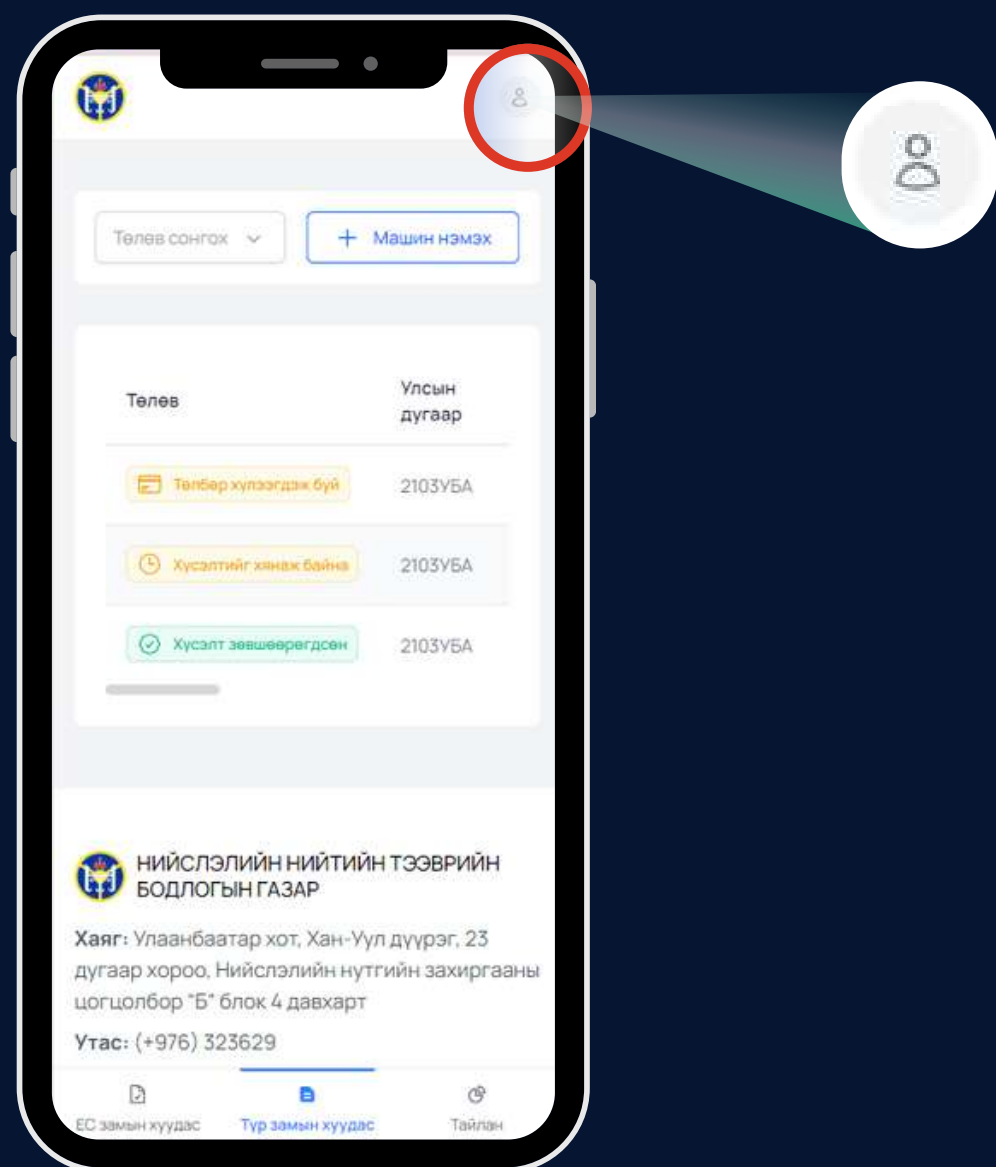 Төлөв сонгох
+ Машин нэмэх
Төлөв
Улсын
дугаар
Төлбөр хүлээгдэж буй
2103УБА
Хүсэлтийг хянаж байна
2103УБА
Хүсэлт зөвшөөрөгдсөн
2103УБА
НИЙСЛЭЛИЙН НИЙТИЙН ТЭЭВРИЙН
БОДЛОГЫН ГАЗАР
Хаяг: Улаанбаатар хот, Хан-Уул дүүрэг, 23
дугаар хороо, Нийслэлийн нутгийн захиргааны
цогцолбор "Б" блок 4 давхарт
Утас: (+976) 323629
ЕС замын хуудас
Түр замын хуудас
Тайлан